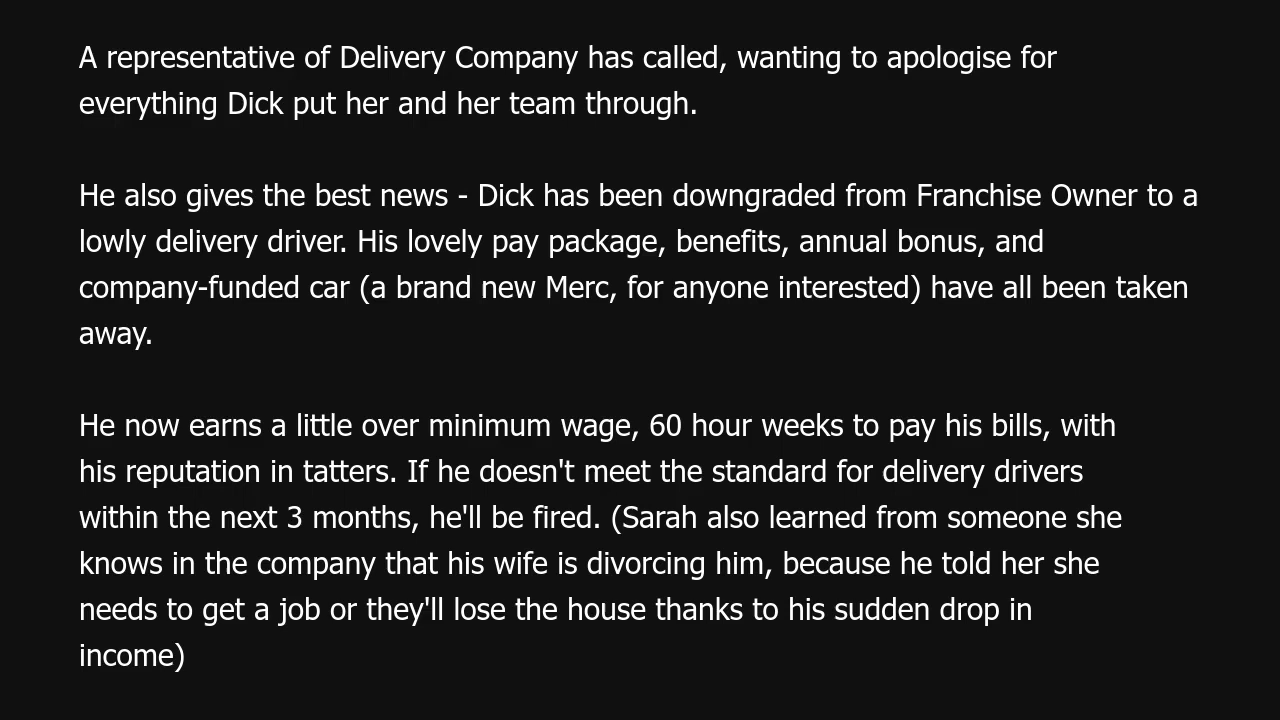 A representative of Delivery Company has called, wanting to apologise for
everything Dick put her and her team through.
He also gives the best news - Dick has been downgraded from Franchise Owner to a
lowly delivery driver. His lovely pay package, benefits, annual bonus, and
company-funded car (a brand new Merc, for anyone interested) have all been taken
away.
He now earns a little over minimum wage, 60 hour weeks to pay his bills, with
his reputation in tatters. If he doesn't meet the standard for delivery drivers
within the next 3 months, he'll be fired. (Sarah also learned from someone she
knows in the company that his wife is divorcing him, because he told her she
needs to get a job or they'll lose the house thanks to his sudden drop in
income)